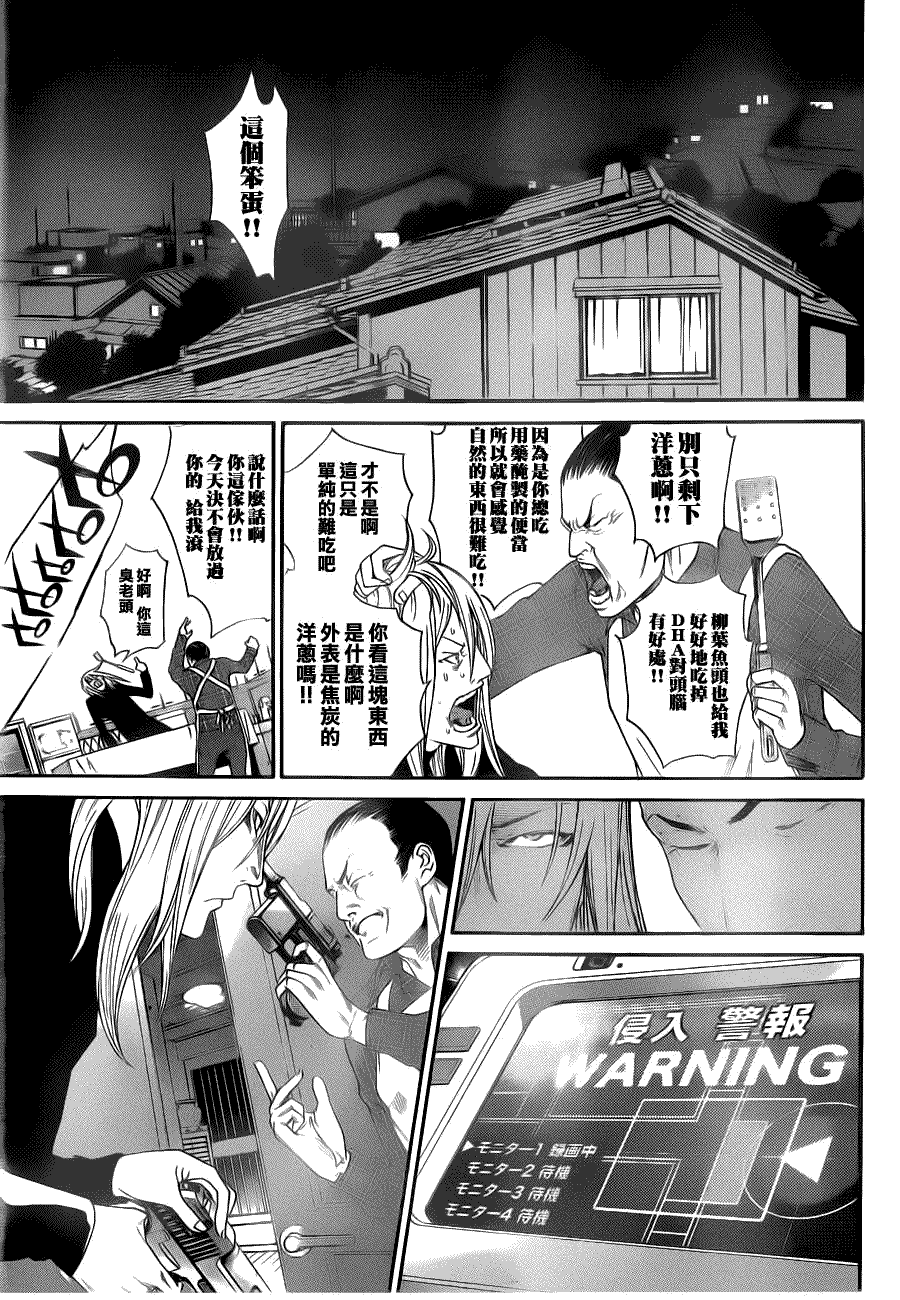 這個笨蛋!!
別只剩下
洋蔥啊!!
柳葉魚頭也給我
好好地吃掉
DHA對頭腦
有好處!!
因為是你總吃
用藥醃製的便當
所以就會感覺
自然的東西很難吃!!
才不是啊
這只是
單純的難吃吧
你看這塊東西
是什麼啊
外表是焦炭的
洋蔥嗎!!
說什麼話啊
你這傢伙!!
今天決不會放過
你的 給我滾
好啊 你這
臭老頭
侵入 警報
WARNING
▶モニター1 録画中
モニター2 待機
モニター3 待機
モニター4 待機